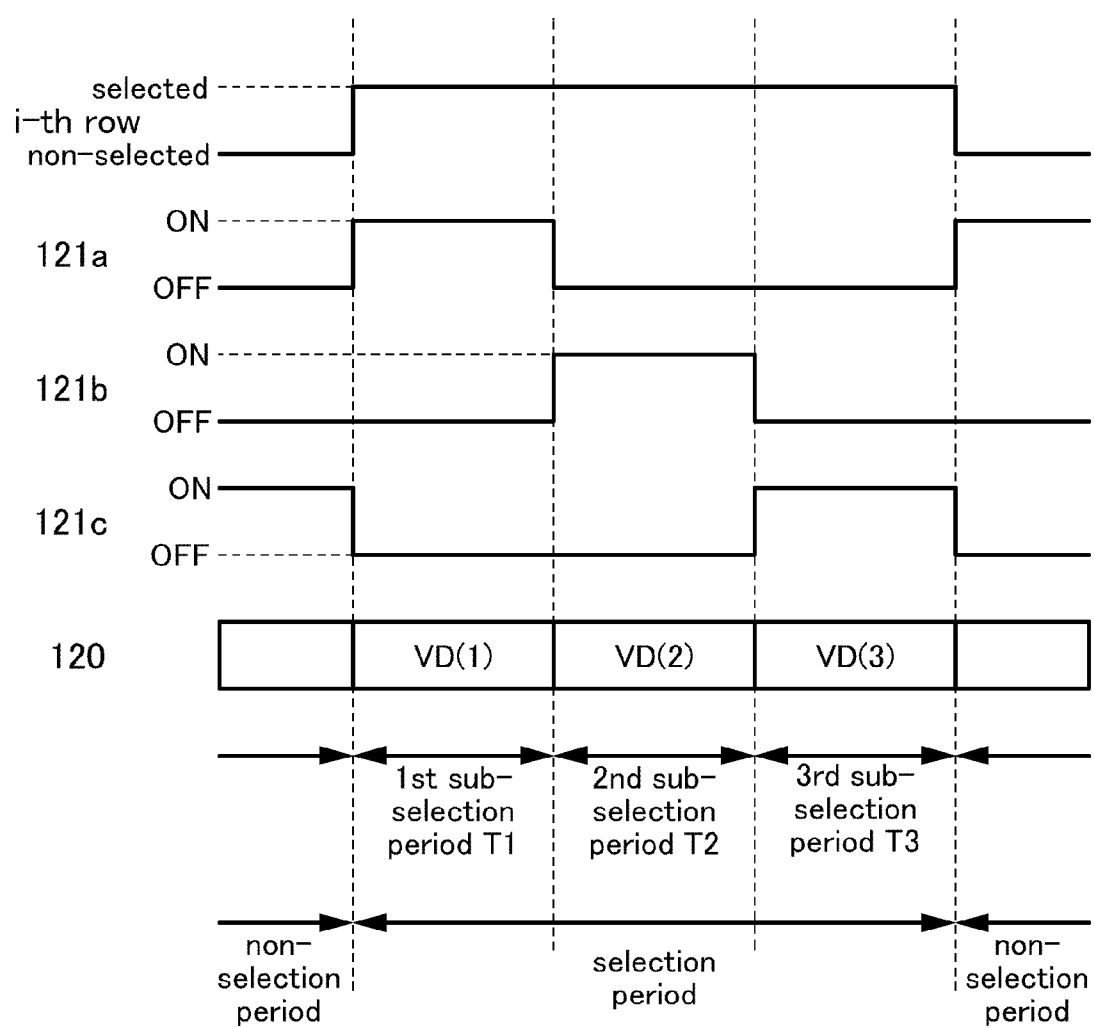 selected
i-th row
non-selected
ON
121a
OFF
ON
121b
OFF
ON
121c
OFF
120
VD(1)
VD(2)
VD(3)
1st sub-
selection
period T1
2nd sub-
selection
period T2
3rd sub-
selection
period T3
non-
selection
period
selection
period
non-
selection
period